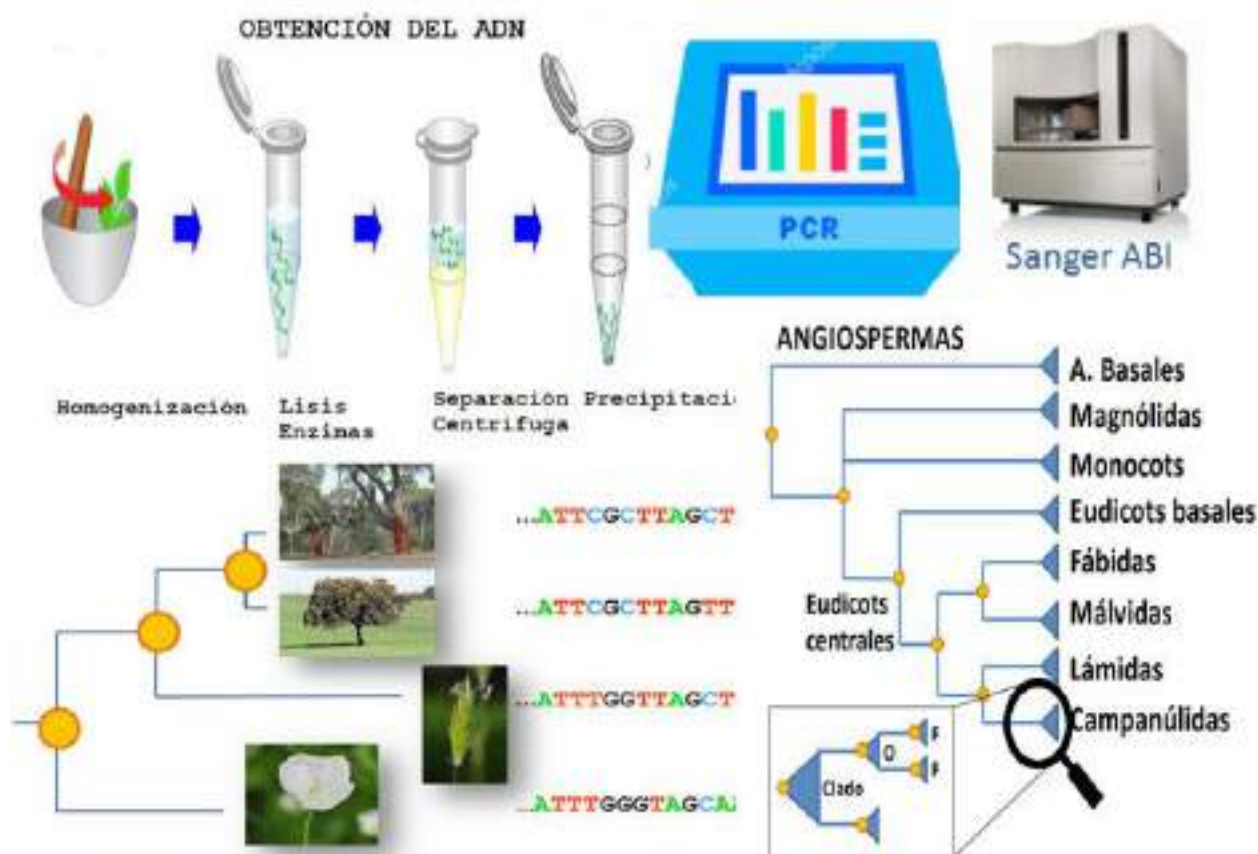 OBTENCIÓN DEL ADN
PCR
Sanger ABI
Homogenización
Lisis
Enzimas
Separación
Centrifuga
Precipitaci
...ATTCGCTTAGCT
...ATTCGCTTAGTT
...ATTTGGTTAGCT
...ATTTGGGTAGCA
ANGIOSPERMAS
A. Basales
Magnólidas
Monocots
Eudicots basales
Fábidas
Málvidas
Lámidas
Campanúlidas
Eudicots
centrales
Clado
O
F
F